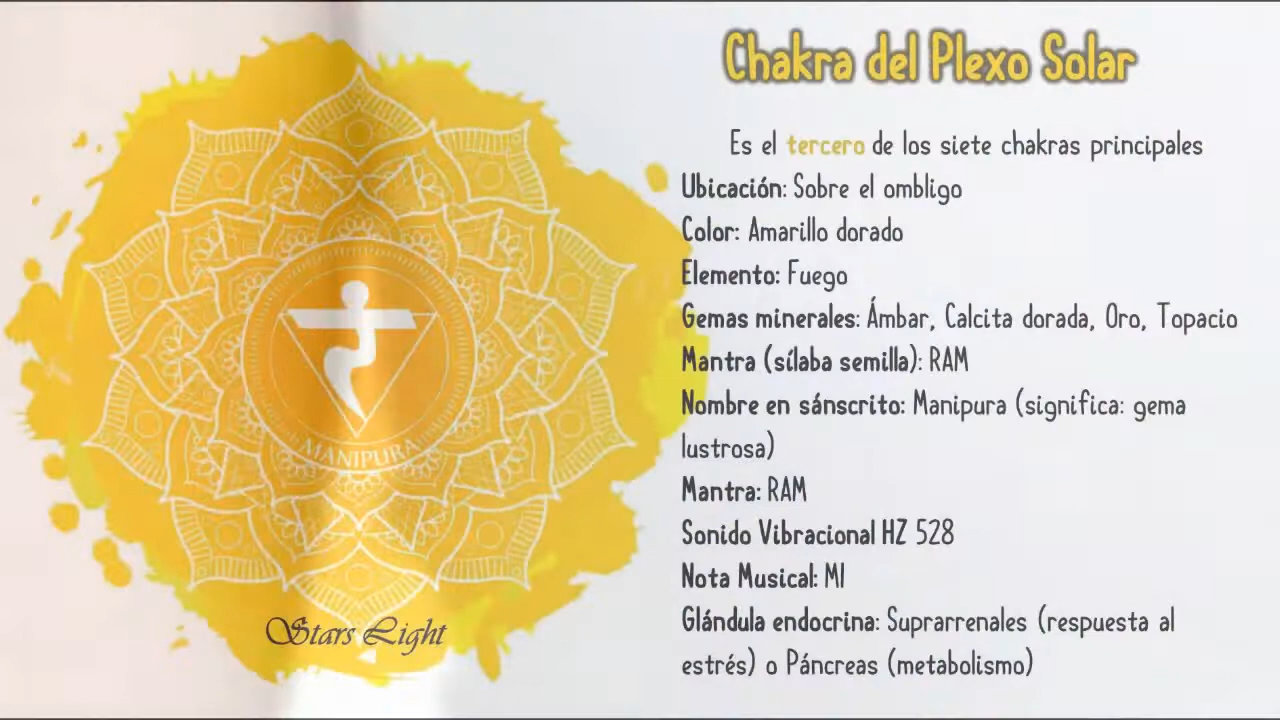 Chakra del Plexo Solar
Es el tercero de los siete chakras principales
Ubicación: Sobre el ombligo
Color: Amarillo dorado
Elemento: Fuego
Gemas minerales: Ámbar, Calcita dorada, Oro, Topacio
Mantra (sílaba semilla): RAM
Nombre en sánscrito: Manipura (significa: gema
lustrosa)
Mantra: RAM
Sonido Vibracional HZ 528
Nota Musical: MI
Glándula endocrina: Suprarrenales (respuesta al
estrés) o Páncreas (metabolismo)
MANIPURA
Stars Light